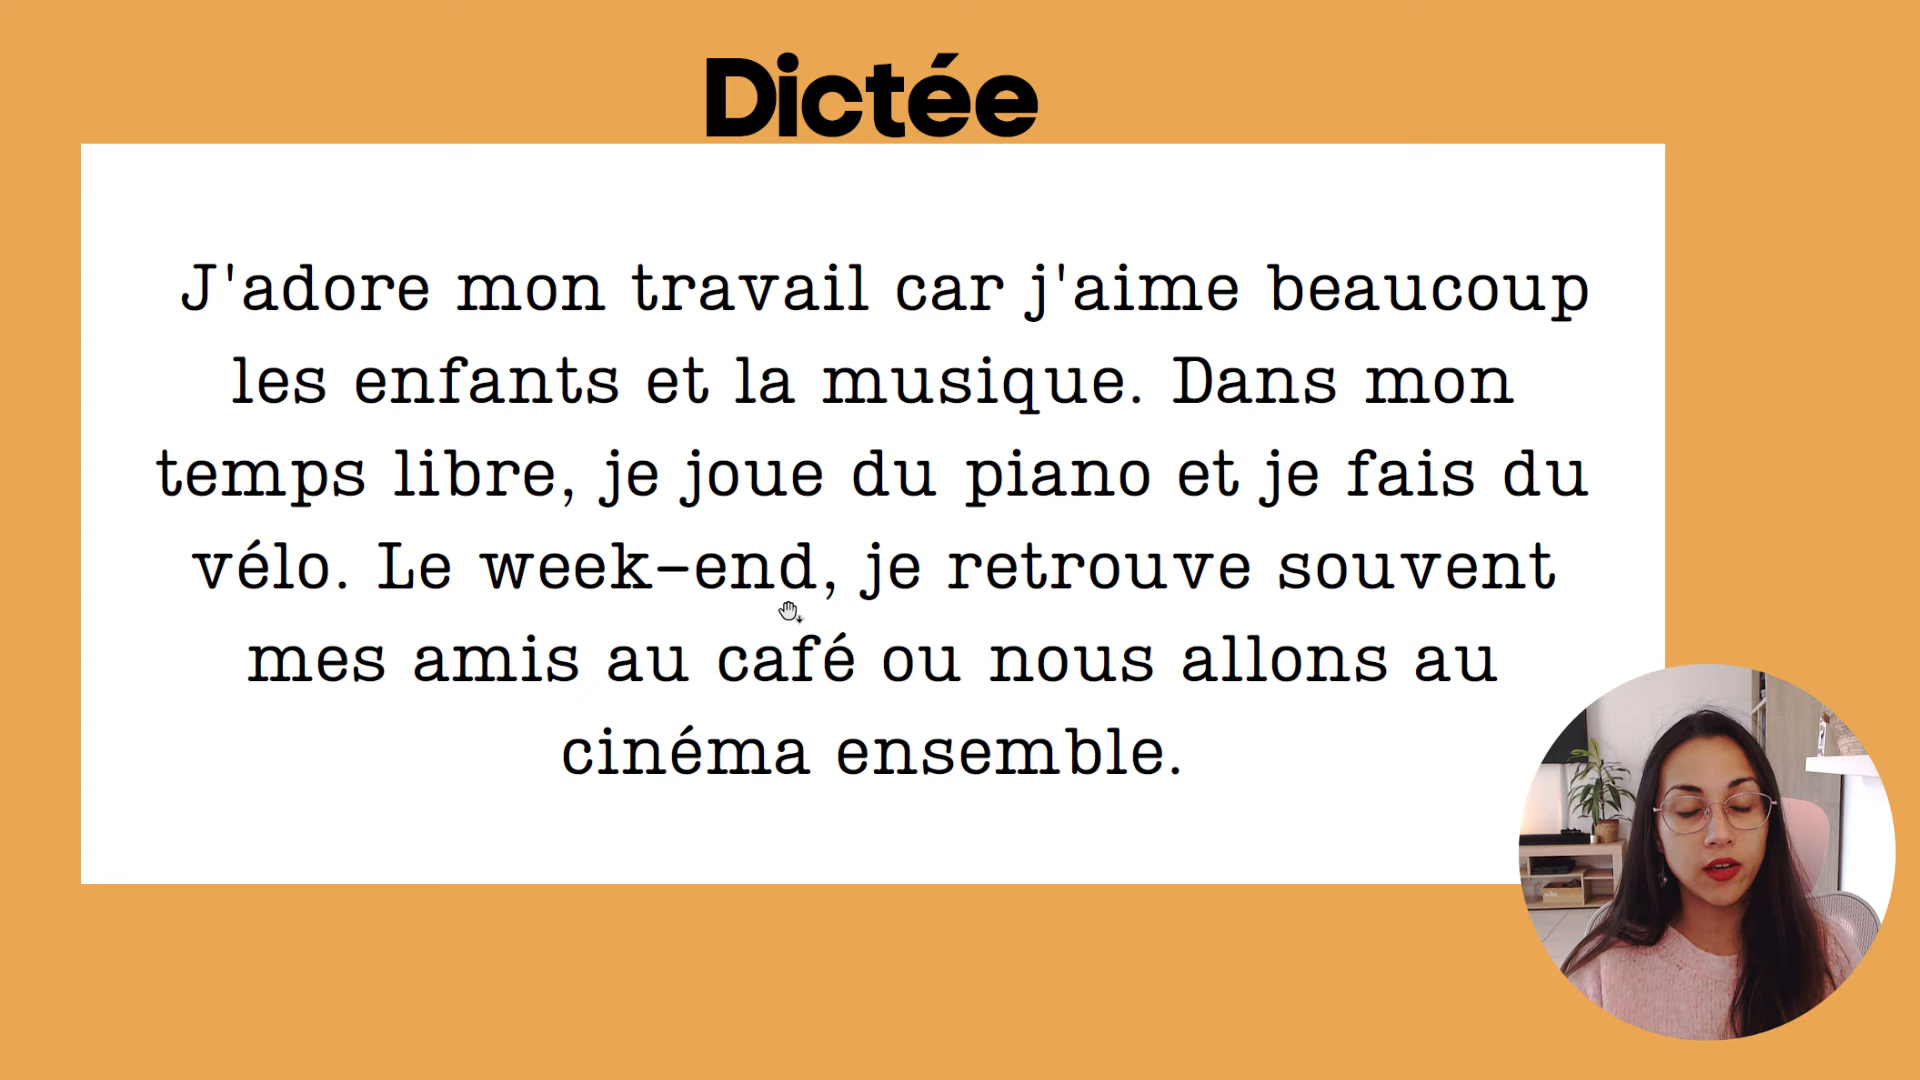 Dictée
J'adore mon travail car j'aime beaucoup
les enfants et la musique. Dans mon
temps libre, je joue du piano et je fais du
vélo. Le week-end, je retrouve souvent
mes amis au café ou nous allons au
cinéma ensemble.